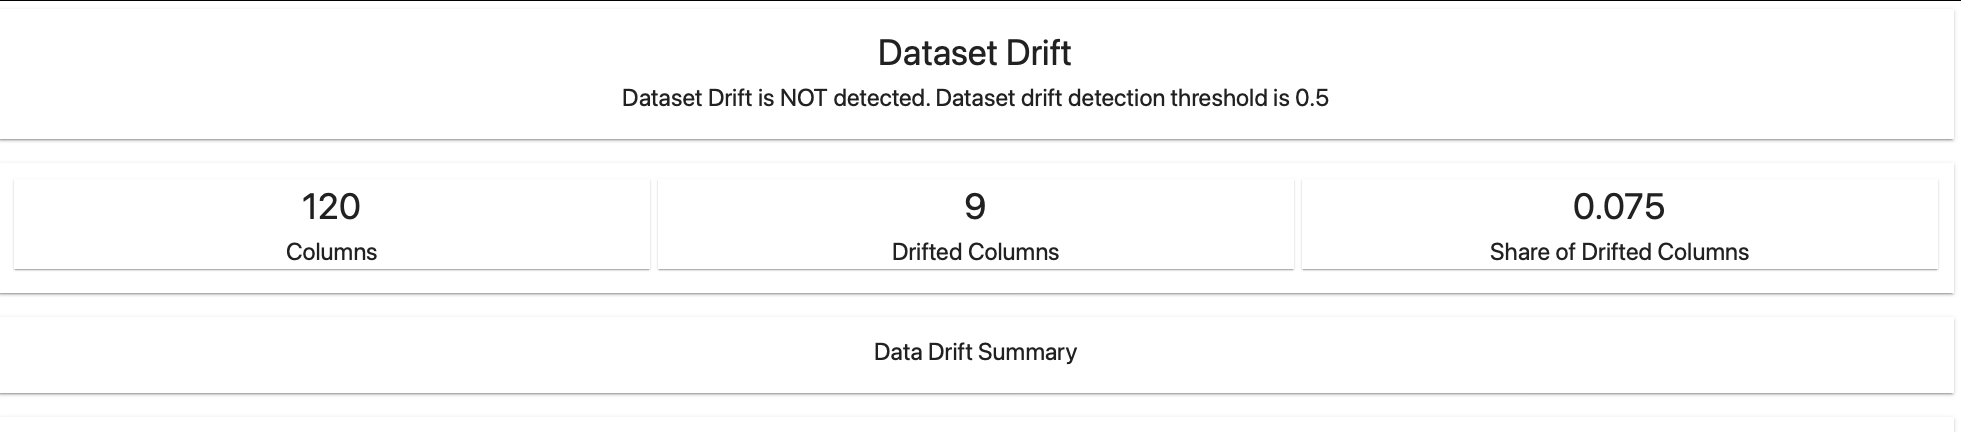 Dataset Drift
Dataset Drift is NOT detected. Dataset drift detection threshold is 0.5
120
Columns
9
Drifted Columns
0.075
Share of Drifted Columns
Data Drift Summary